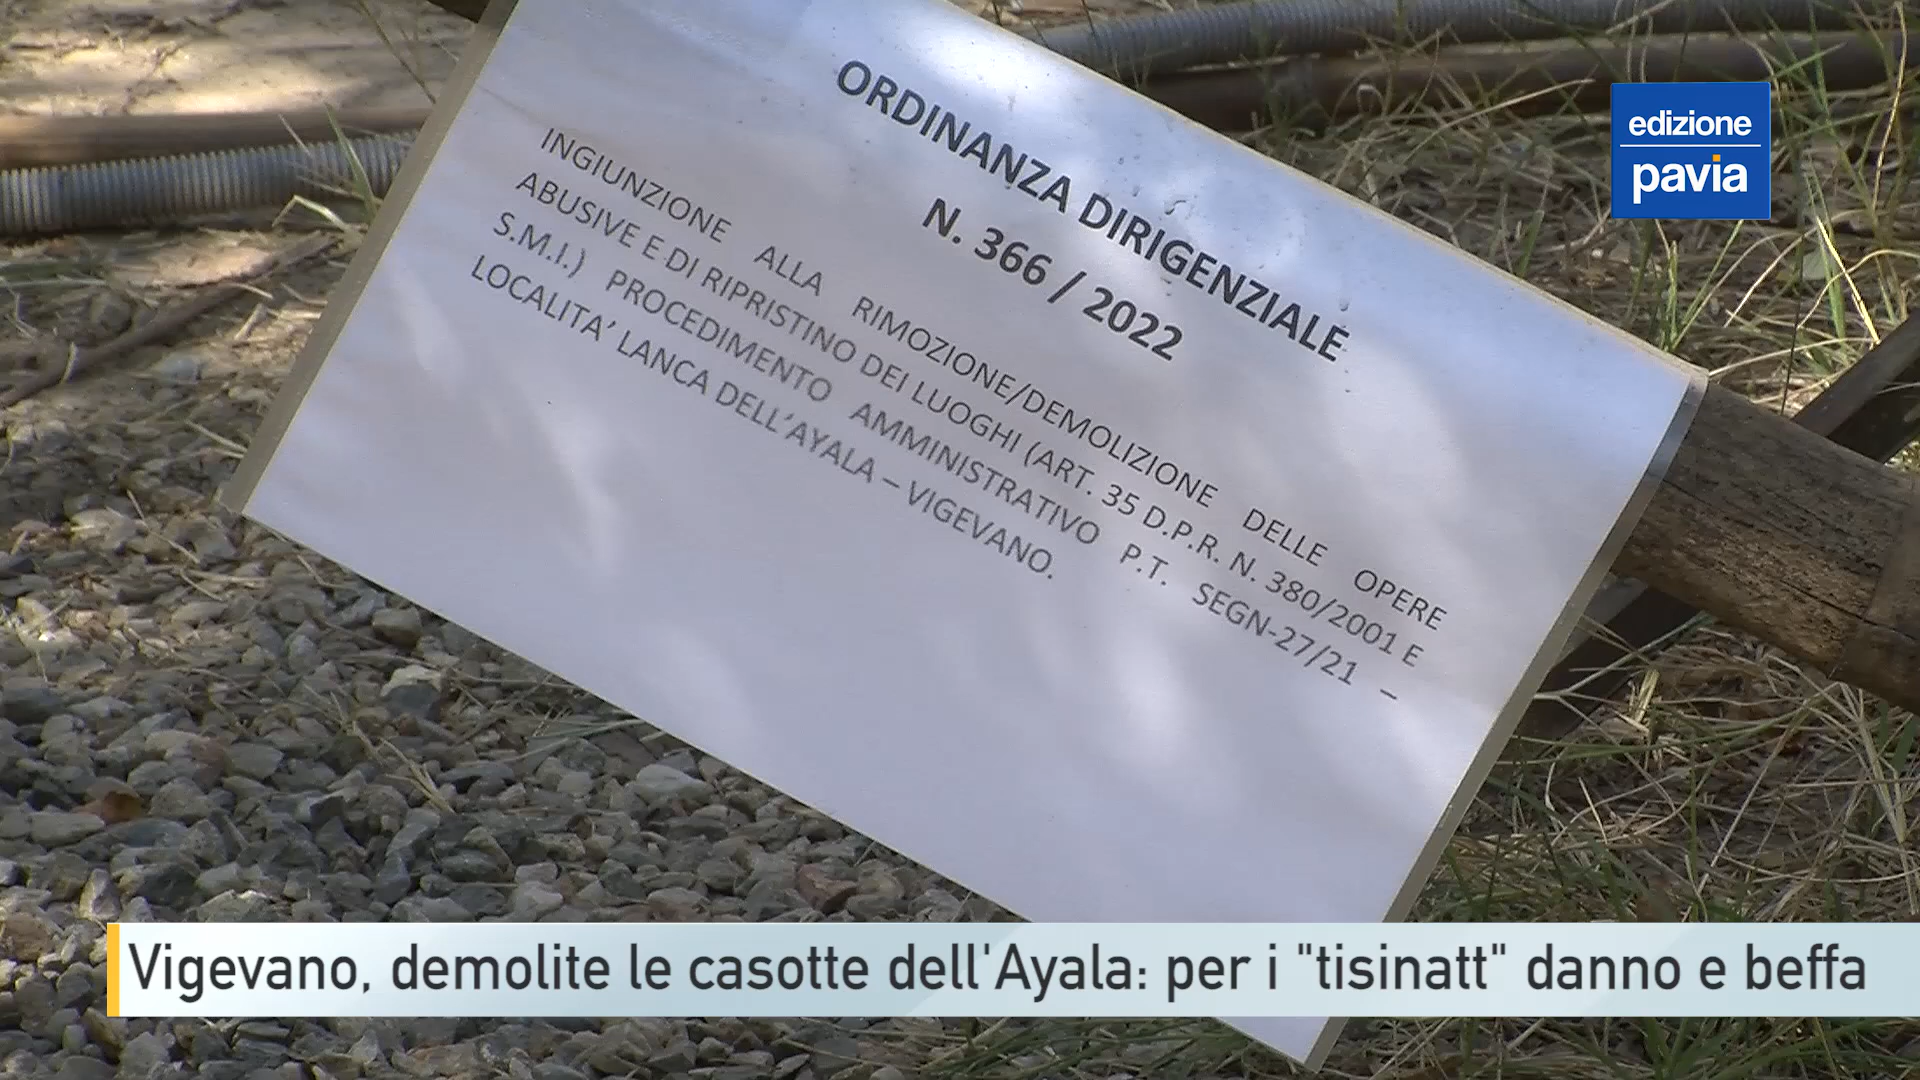 ORDINANZA DIRIGENZIALE
N. 366 / 2022
INGIUNZIONE ALLA RIMOZIONE/DEMOLIZIONE DELLE OPERE
ABUSIVE E DI RIPRISTINO DEI LUOGHI (ART. 35 D.P.R. N. 380/2001 E
S.M.I.) PROCEDIMENTO AMMINISTRATIVO P.T. SEGN-27/21 –
LOCALITA’ LANCA DELL’AYALA – VIGEVANO.
edizione
pavia
Vigevano, demolite le casotte dell'Ayala: per i "tisinatt" danno e beffa